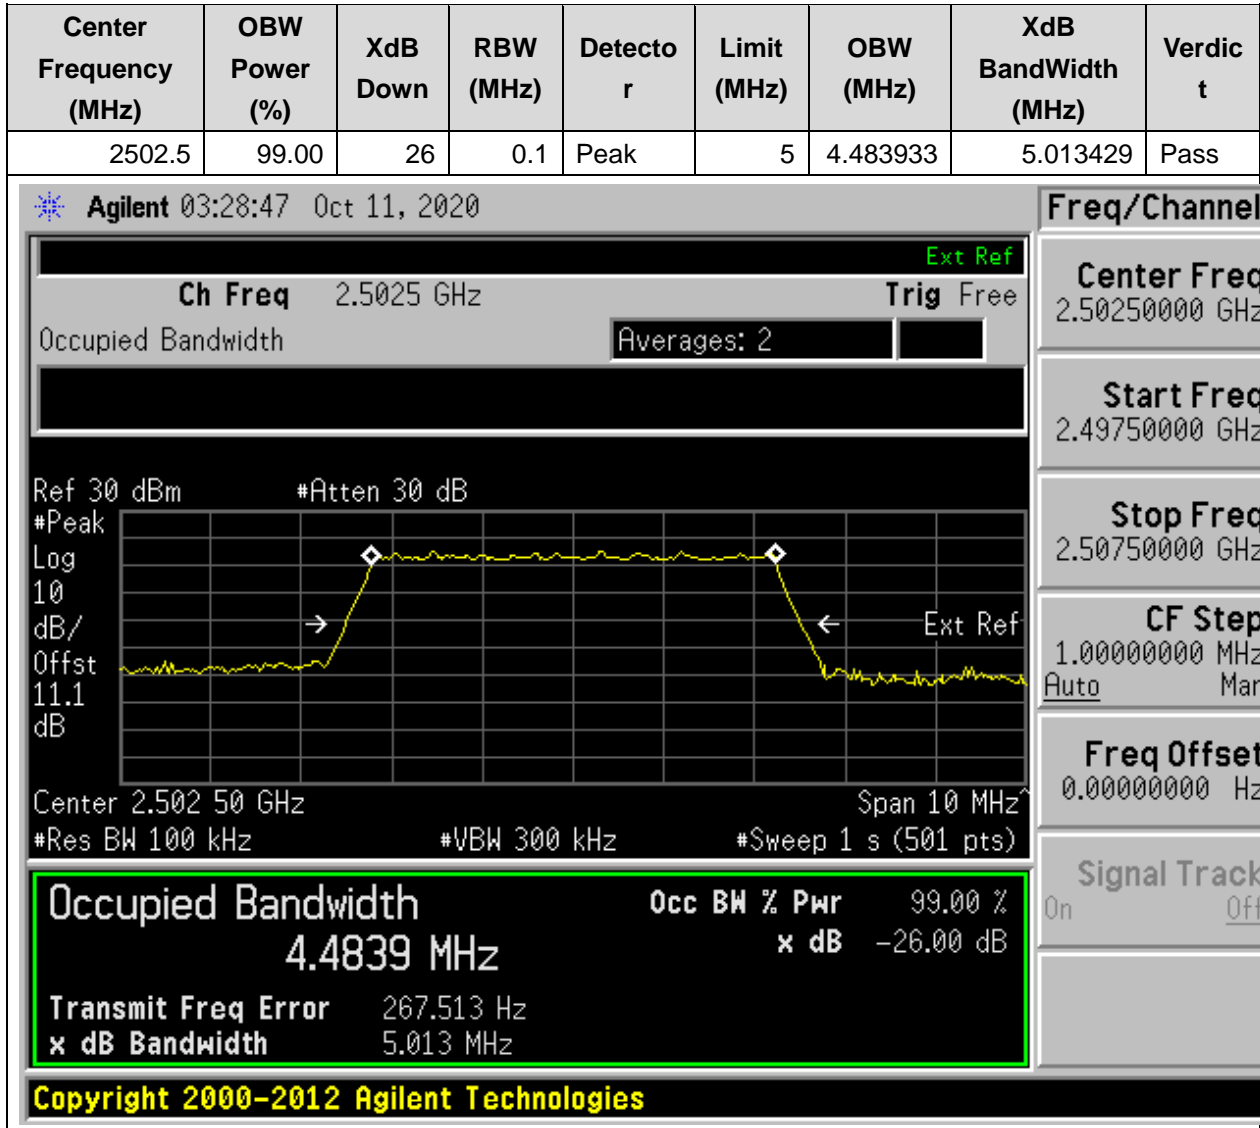 Center Frequency (MHz) OBW Power (%) XdB Down RBW (MHz) Detecto r Limit (MHz) OBW (MHz) XdB BandWidth (MHz) Verdic t
2502.5 99.00 26 0.1 Peak 5 4.483933 5.013429 Pass
Agilent 03:28:47 Oct 11, 2020
Freq/Channel
Ext Ref
Ch Freq 2.5025 GHz Trig Free
Occupied Bandwidth Averages: 2
Center Freq
2.50250000 GHz
Start Freq
2.49750000 GHz
Stop Freq
2.50750000 GHz
CF Step
1.00000000 MHz
Auto Man
Freq Offset
0.00000000 Hz
Signal Track
On Off
Ref 30 dBm #Atten 30 dB
#Peak
Log
10
dB/
Offst
11.1
dB
Ext Ref
Center 2.502 50 GHz Span 10 MHz^
#Res BW 100 kHz #VBW 300 kHz #Sweep 1 s (501 pts)
Occupied Bandwidth Occ BW % Pwr 99.00 %
4.4839 MHz x dB -26.00 dB
Transmit Freq Error 267.513 Hz
x dB Bandwidth 5.013 MHz
Copyright 2000-2012 Agilent Technologies